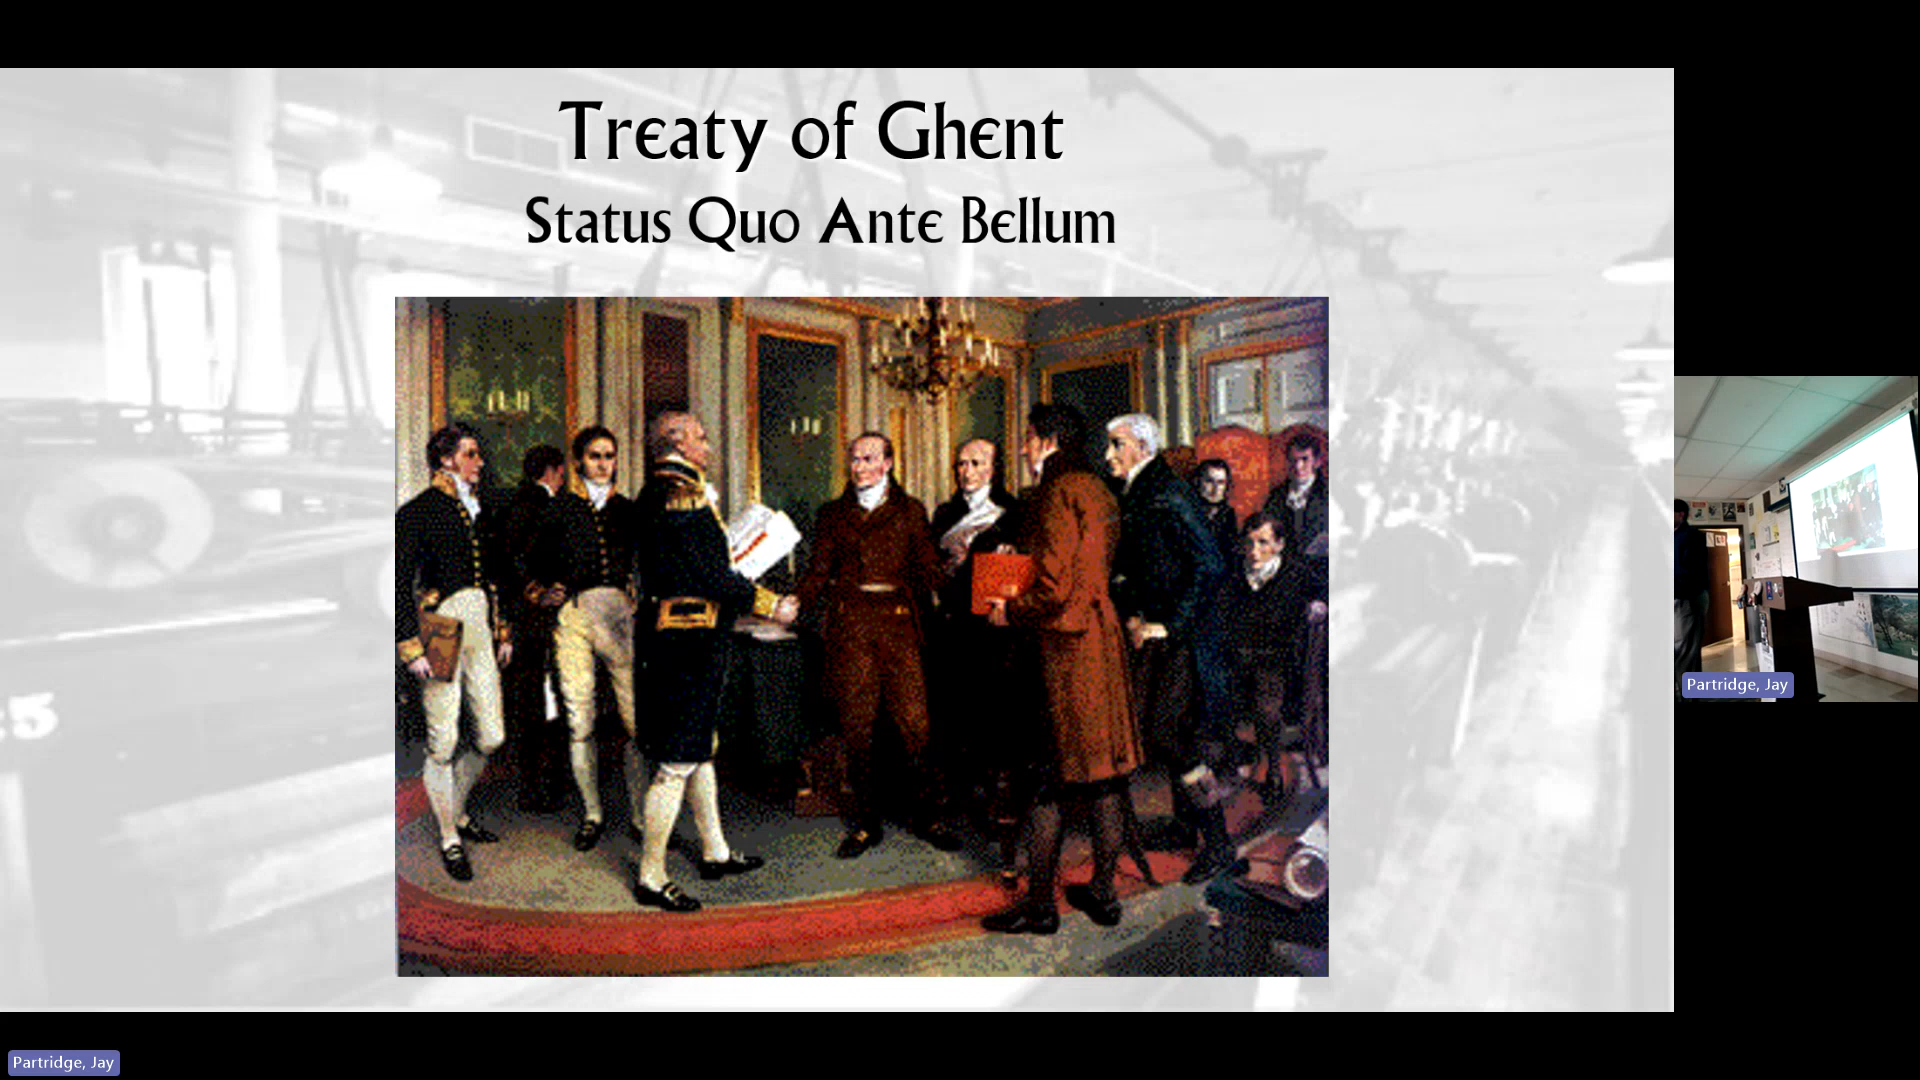 Treaty of Ghent
Status Quo Ante Bellum
Partridge, Jay
Partridge, Jay